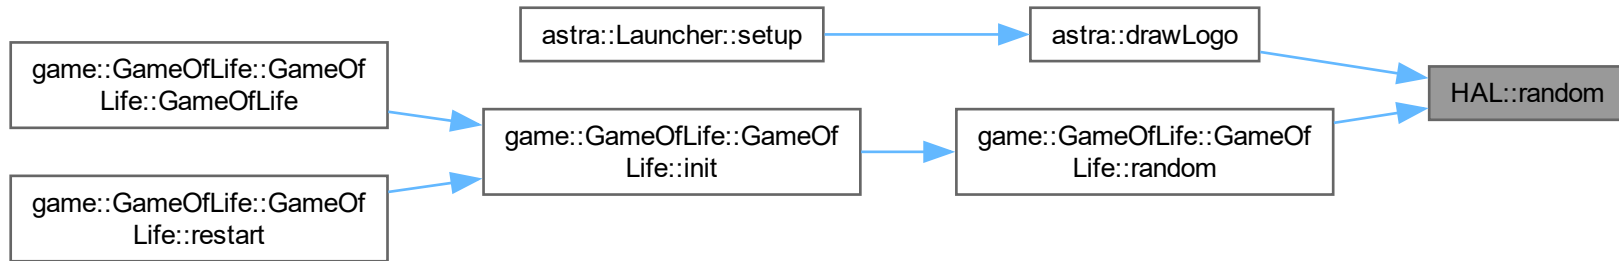 astra::Launcher::setup
astra::drawLogo
game::GameOfLife::GameOf
Life::GameOfLife
HAL::random
game::GameOfLife::GameOf
Life::init
game::GameOfLife::GameOf
Life::random
game::GameOfLife::GameOf
Life::restart